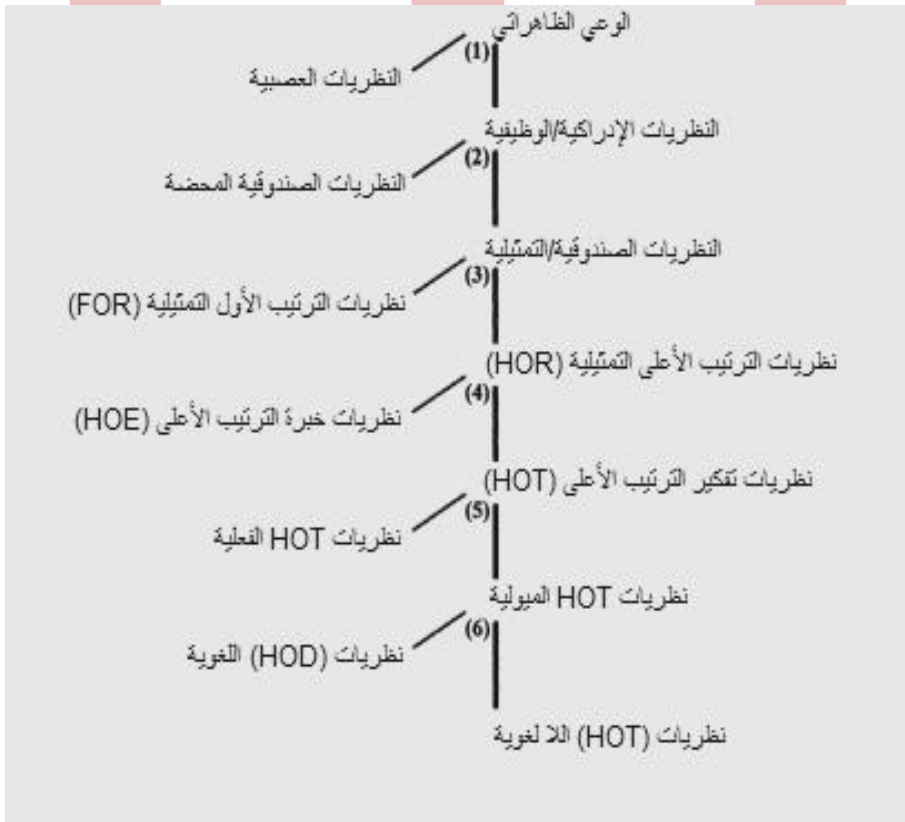 الوعي الظاهراتي
(1)
النظريات العصبية
النظريات الإدراكية/الوظيفية
(2)
النظريات الصندوقية المحضة
النظريات الصندوقية/التمثيلية
(3)
نظريات الترتيب الأول التمثيلية (FOR)
نظريات الترتيب الأعلى التمثيلية (HOR)
(4)
نظريات خبرة الترتيب الأعلى (HOE)
نظريات تفكير الترتيب الأعلى (HOT)
(5)
نظريات HOT الفعلية
نظريات HOT الميولية
(6)
نظريات (HOD) اللغوية
نظريات (HOT) اللا لغوية